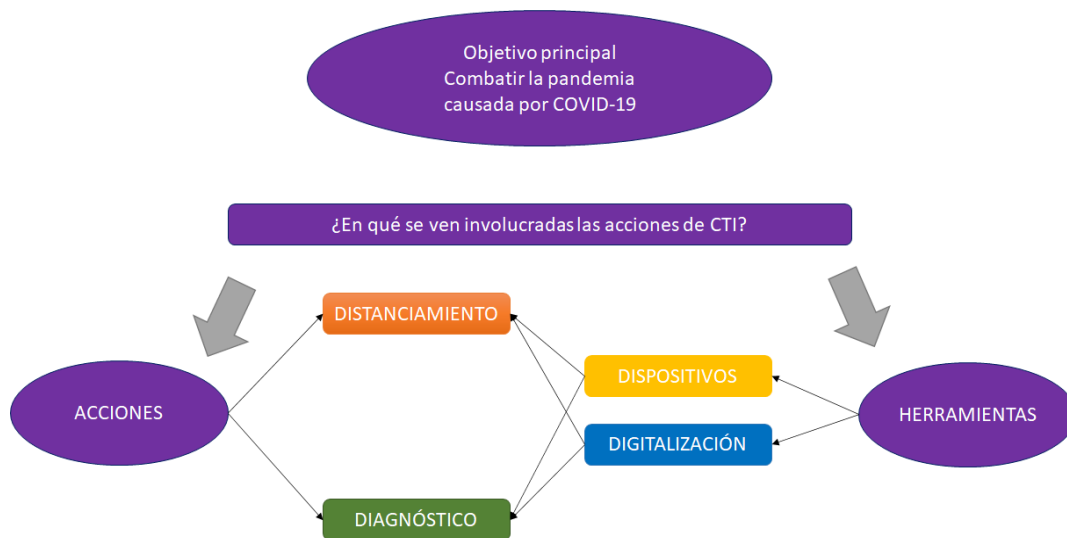 Objetivo principal
Combatir la pandemia
causada por COVID-19
¿En qué se ven involucradas las acciones de CTI?
DISTANCIAMIENTO
DISPOSITIVOS
ACCIONES
HERRAMIENTAS
DIGITALIZACIÓN
DIAGNÓSTICO